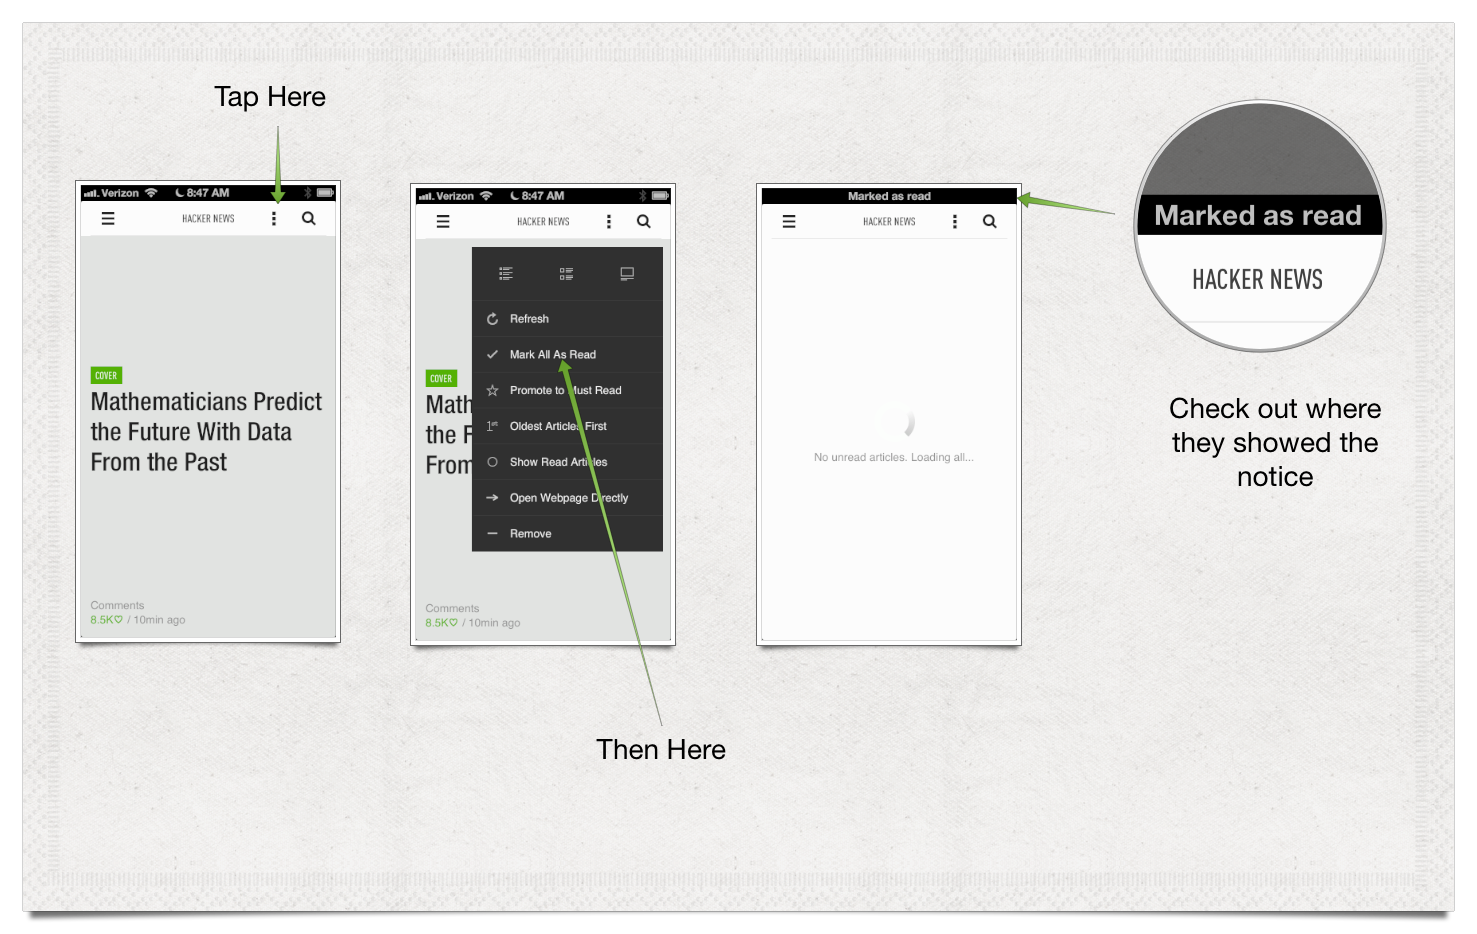 Tap Here
Verizon 8:47 AM
HACKER NEWS
COVER
Mathematicians Predict
the Future With Data
From the Past
Comments
8.5K♡ / 10min ago
Verizon 8:47 AM
HACKER NEWS
Refresh
Mark All As Read
Promote to Must Read
1st Oldest Articles First
Show Read Articles
Open Webpage Directly
Remove
COVER
Math
the F
From
Comments
8.5K♡ / 10min ago
Then Here
Marked as read
HACKER NEWS
No unread articles. Loading all...
Marked as read
HACKER NEWS
Check out where
they showed the
notice